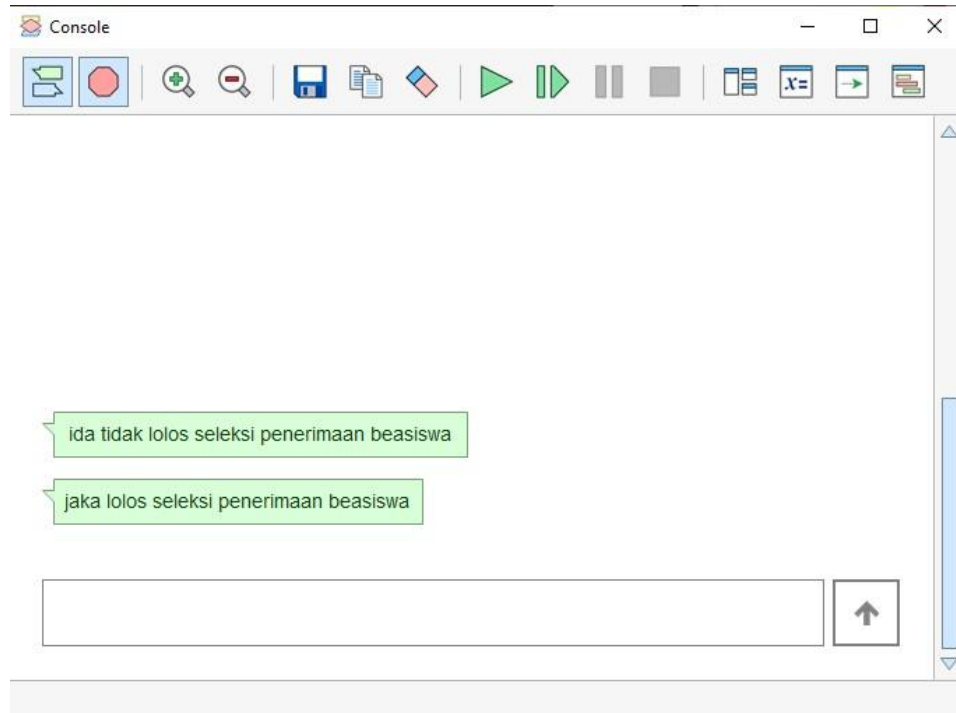 Console
x=
ida tidak lolos seleksi penerimaan beasiswa
jaka lolos seleksi penerimaan beasiswa